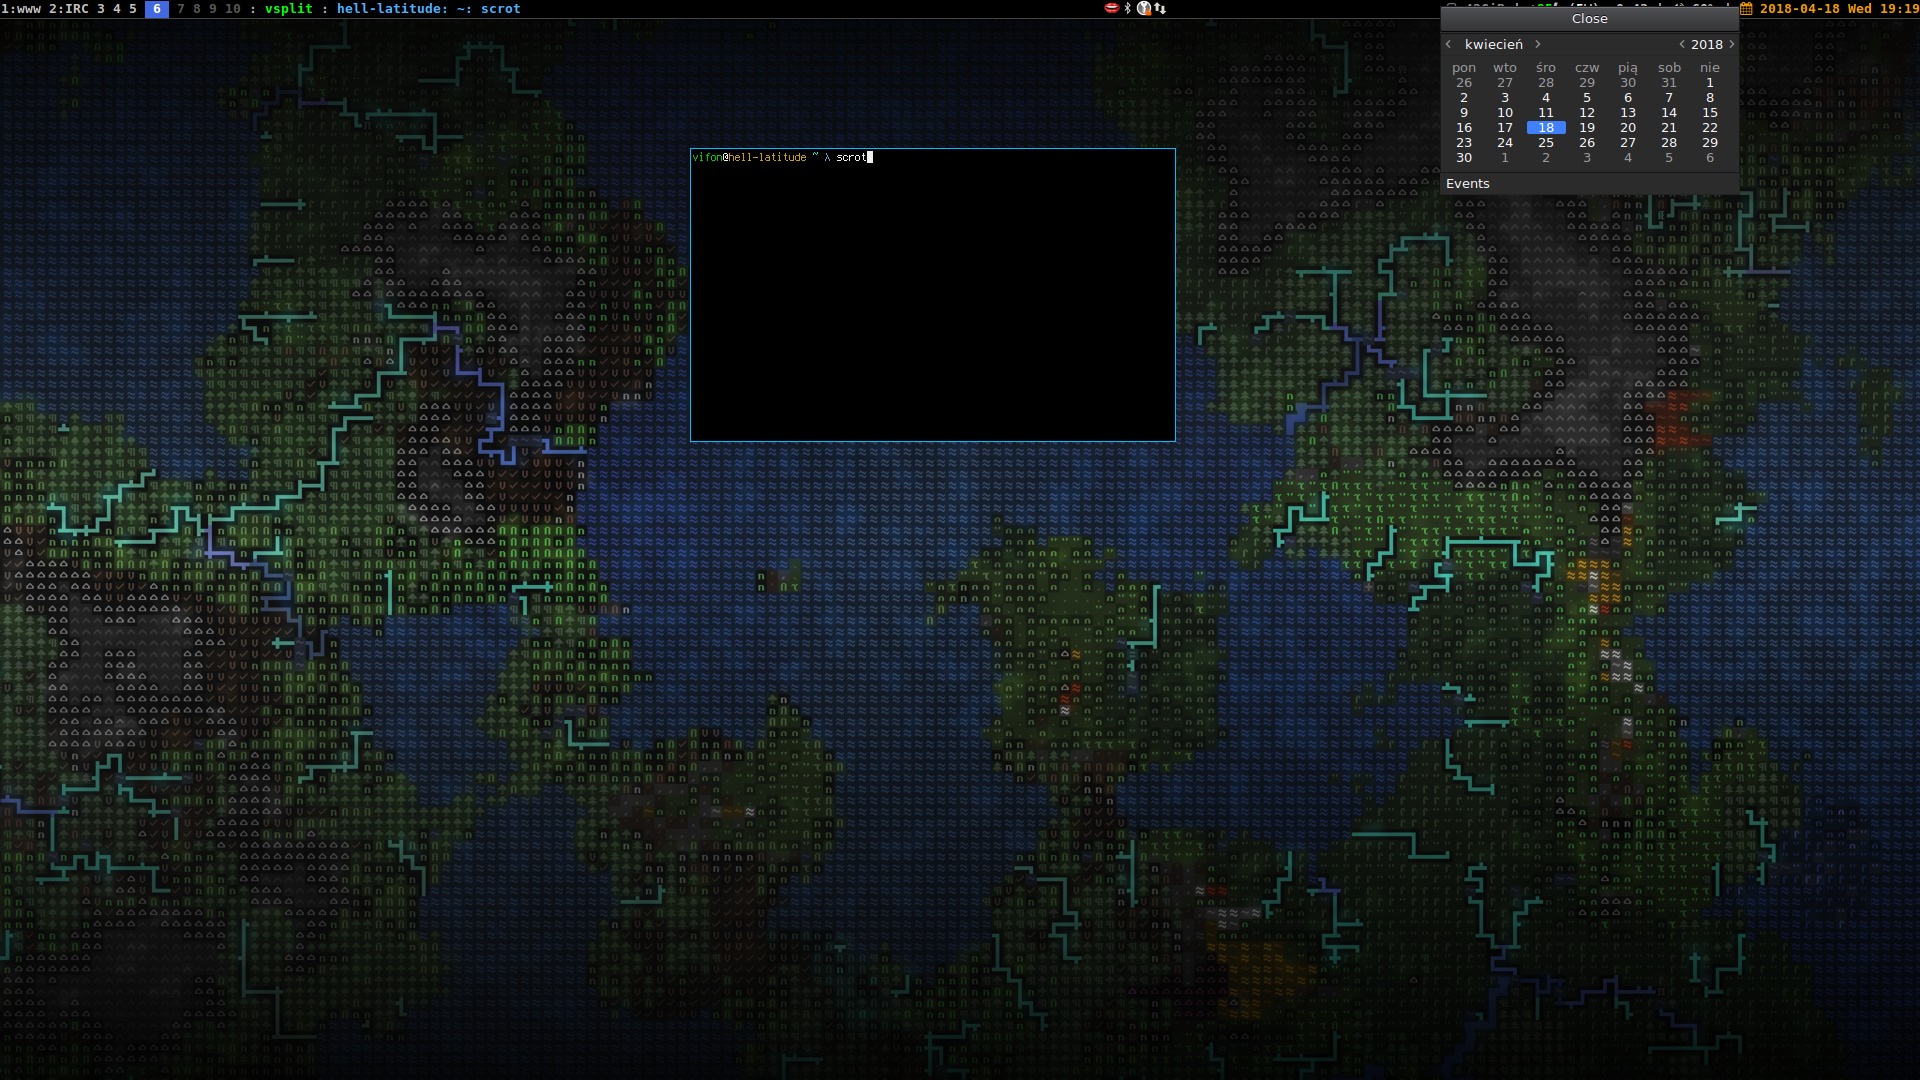 1:www 2:IRC 3 4 5 6 7 8 9 10 : vsplit : hell-latitude: ~: scrot
2018-04-18 Wed 19:19
Close
kwiecień 2018
pon wto śro czw pią sob nie
26 27 28 29 30 31 1
2 3 4 5 6 7 8
9 10 11 12 13 14 15
16 17 18 19 20 21 22
23 24 25 26 27 28 29
30 1 2 3 4 5 6
Events
vifon@hell-latitude ~ λ scrot